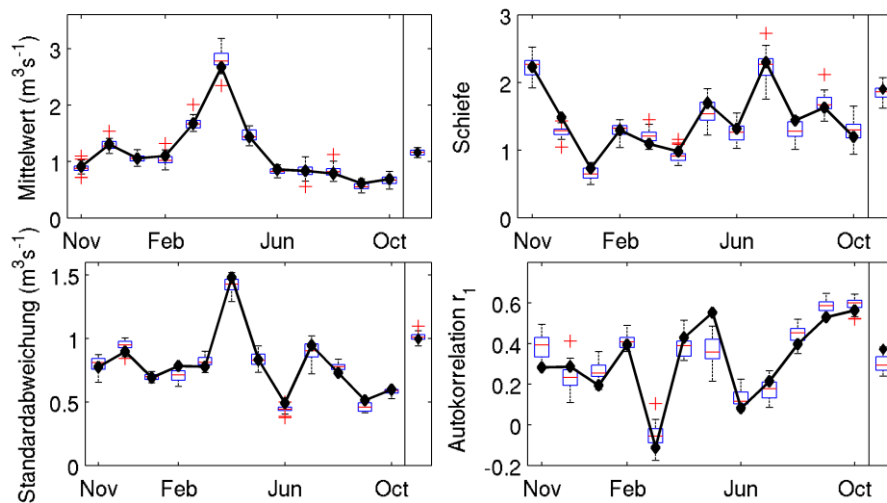 Mittelwert (m³s⁻¹)
3
2
1
0
Nov Feb Jun Oct
Schiefe
3
2
1
0
Nov Feb Jun Oct
Standardabweichung (m³s⁻¹)
1.5
1
0.5
0
Nov Feb Jun Oct
Autokorrelation r₁
0.6
0.4
0.2
0
-0.2
Nov Feb Jun Oct